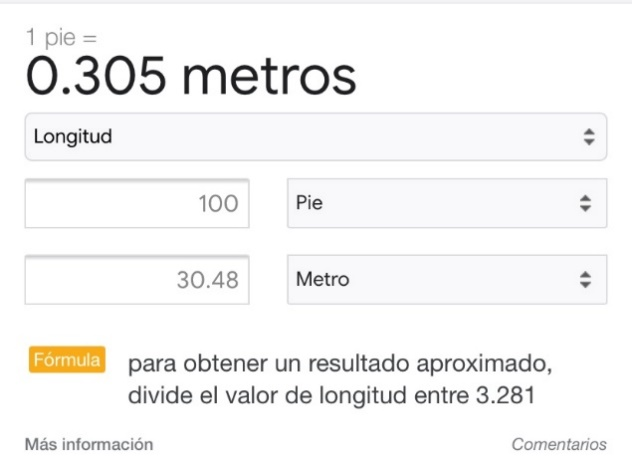 1 pie =
0.305 metros
Longitud
100 Pie
30.48 Metro
Fórmula para obtener un resultado aproximado,
divide el valor de longitud entre 3.281
Más información Comentarios